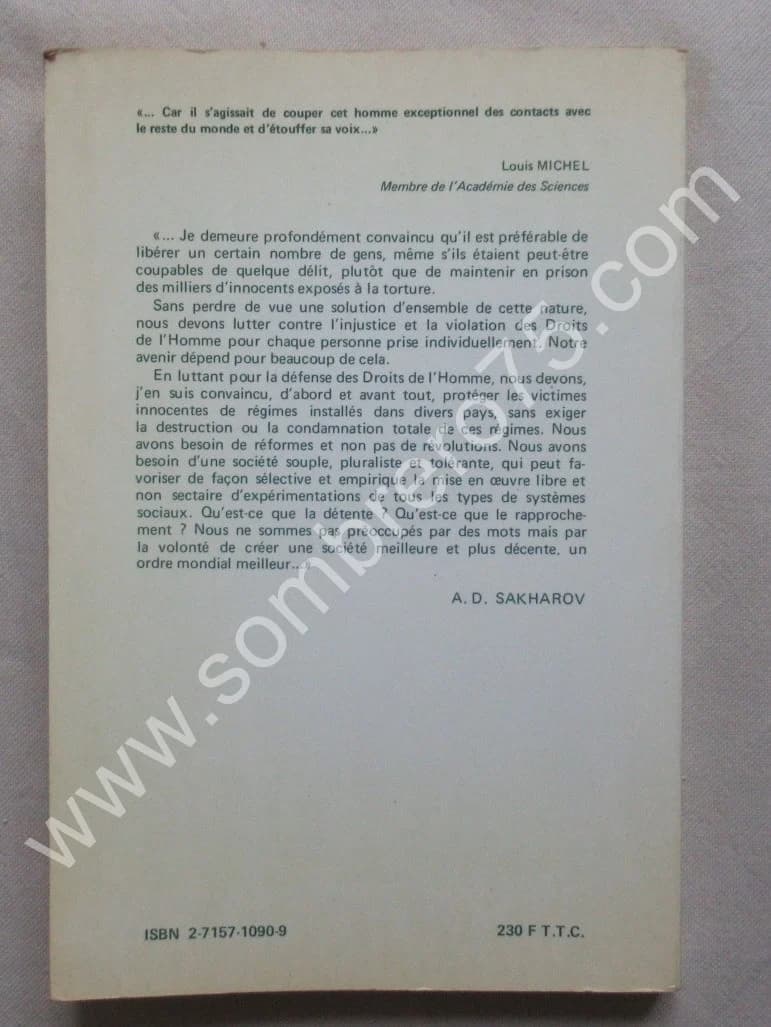 «... Car il s'agissait de couper cet homme exceptionnel des contacts avec
le reste du monde et d'étouffer sa voix...»
Louis MICHEL
Membre de l'Académie des Sciences
«... Je demeure profondément convaincu qu'il est préférable de
libérer un certain nombre de gens, même s'ils étaient peut-être
coupables de quelque délit, plutôt que de maintenir en prison
des milliers d'innocents exposés à la torture.
Sans perdre de vue une solution d'ensemble de cette nature,
nous devons lutter contre l'injustice et la violation des Droits
de l'Homme pour chaque personne prise individuellement. Notre
avenir dépend pour beaucoup de cela.
En luttant pour la défense des Droits de l'Homme, nous devons,
j'en suis convaincu, d'abord et avant tout, protéger les victimes
innocentes de régimes installés dans divers pays, sans exiger
la destruction ou la condamnation totale de ces régimes. Nous
avons besoin de réformes et non pas de révolutions. Nous avons
besoin d'une société souple, pluraliste et tolérante, qui peut fa-
voriser de façon sélective et empirique la mise en œuvre libre et
non sectaire d'expérimentations de tous les types de systèmes
sociaux. Qu'est-ce que la détente ? Qu'est-ce que le rapproche-
ment ? Nous ne sommes pas préoccupés par des mots mais par
la volonté de créer une société meilleure et plus décente, un
ordre mondial meilleur...»
A. D. SAKHAROV
www.sombrero75.com
ISBN 2-7157-1090-9
230 F T.T.C.